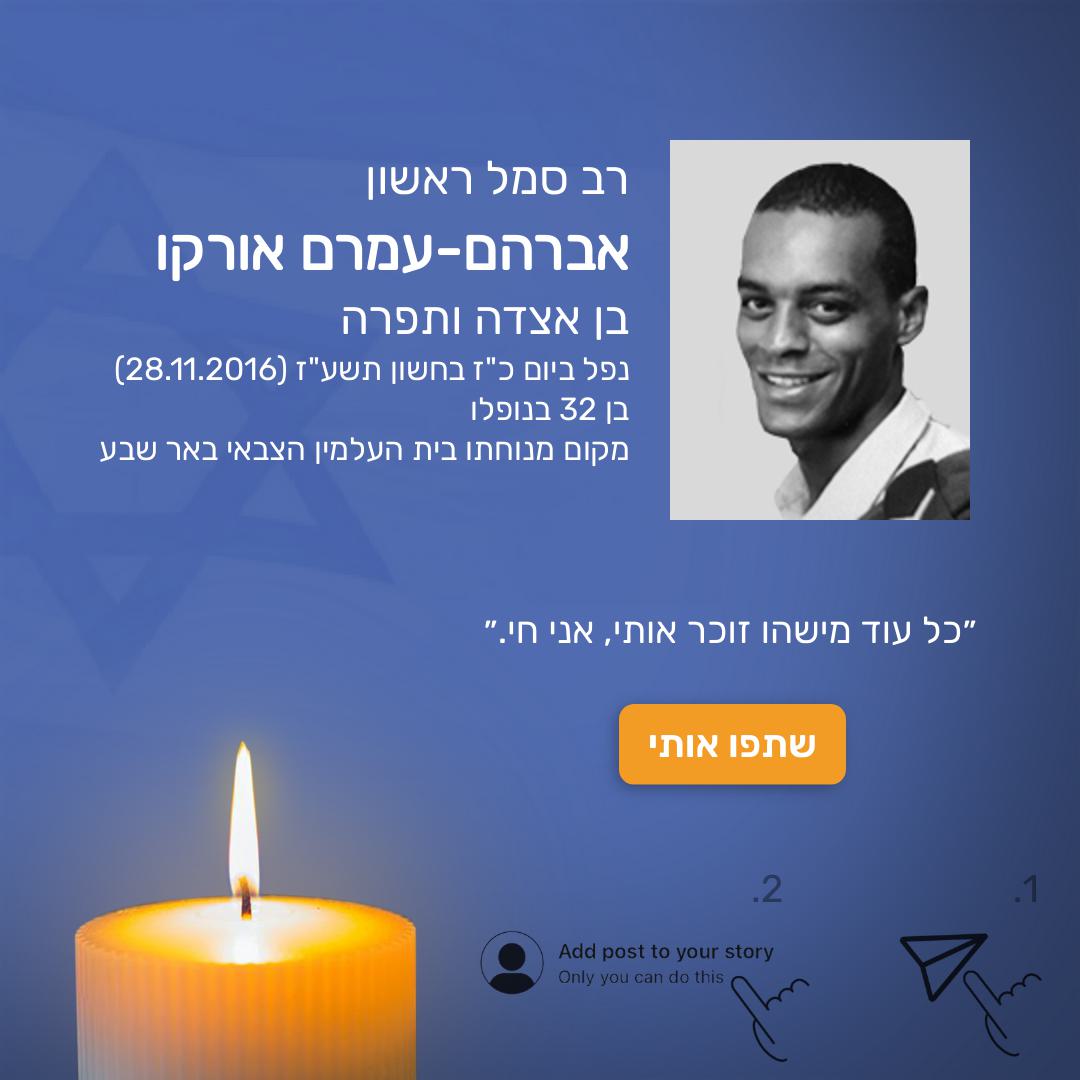 רב סמל ראשון
אברהם-עמרם אורקו
בן אצדה ותפרה
נפל ביום כ"ז בחשון תשע"ז (28.11.2016)
בן 32 בנופלו
מקום מנוחתו בית העלמין הצבאי באר שבע
״כל עוד מישהו זוכר אותי, אני חי.״
שתפו אותי
1.
2.
Add post to your story
Only you can do this